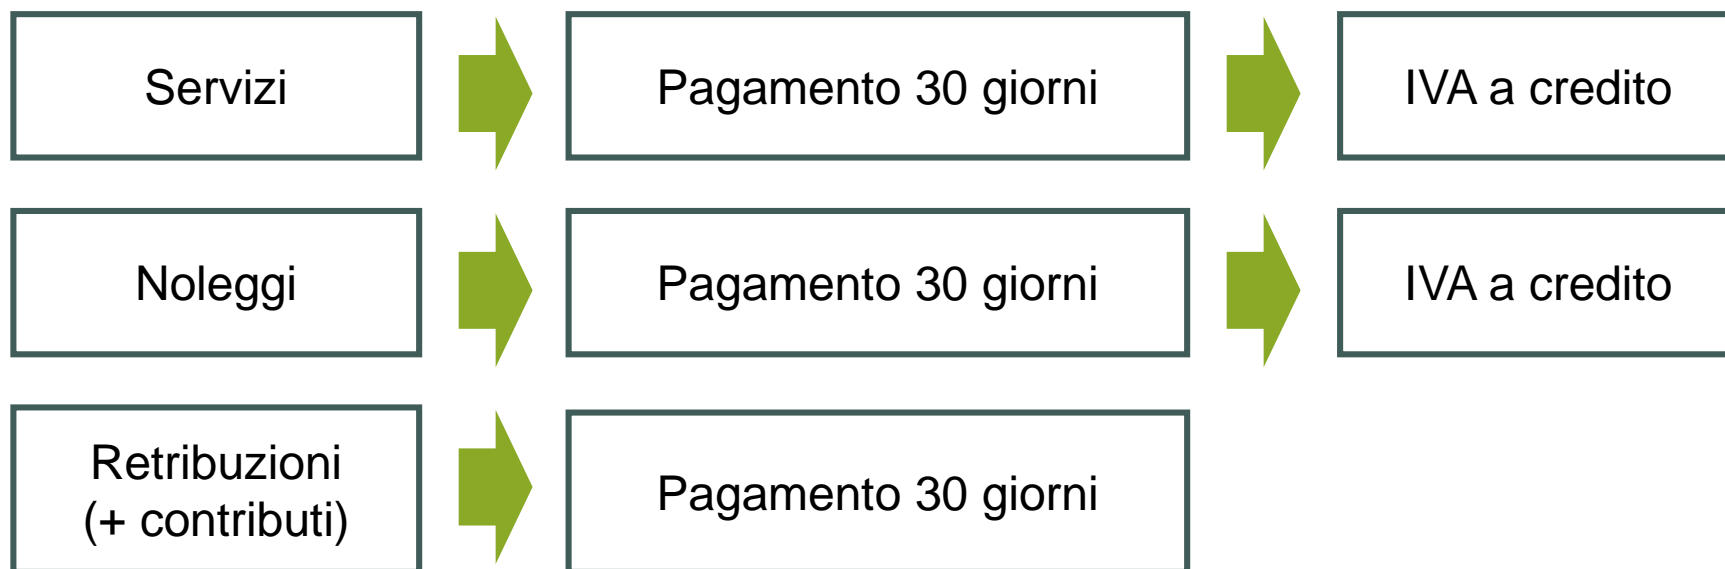 Servizi
Pagamento 30 giorni
IVA a credito
Noleggi
Pagamento 30 giorni
IVA a credito
Retribuzioni
(+ contributi)
Pagamento 30 giorni